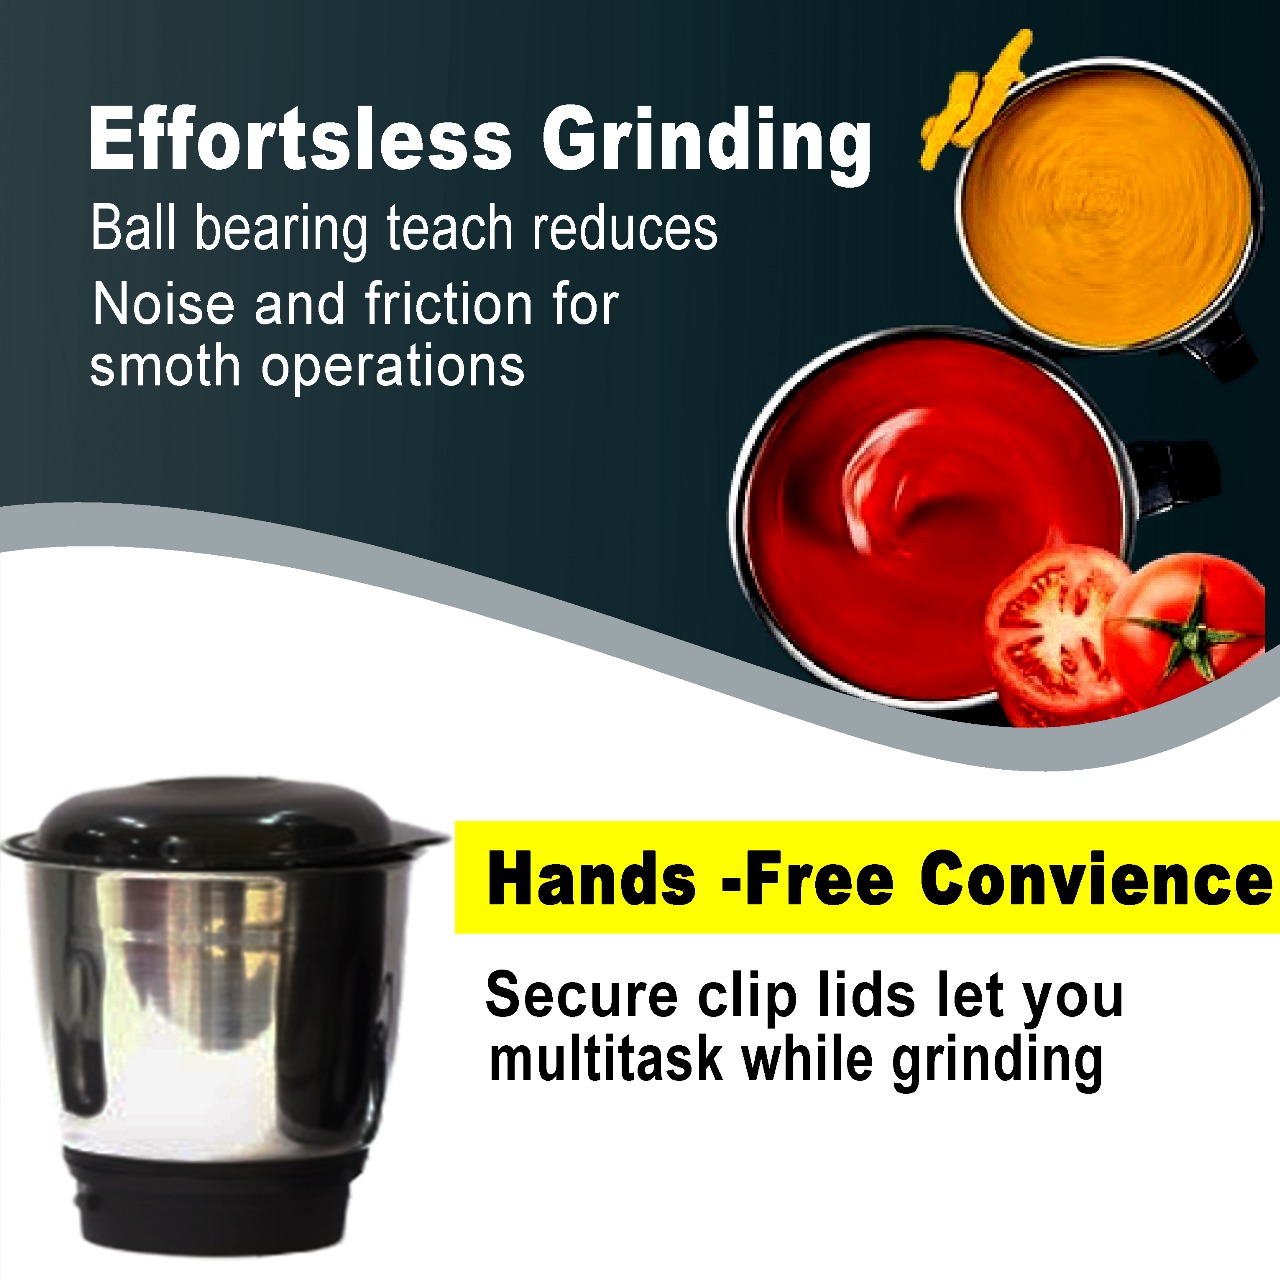 Effortsless Grinding
Ball bearing teach reduces
Noise and friction for
smoth operations
Hands -Free Convience
Secure clip lids let you
multitask while grinding